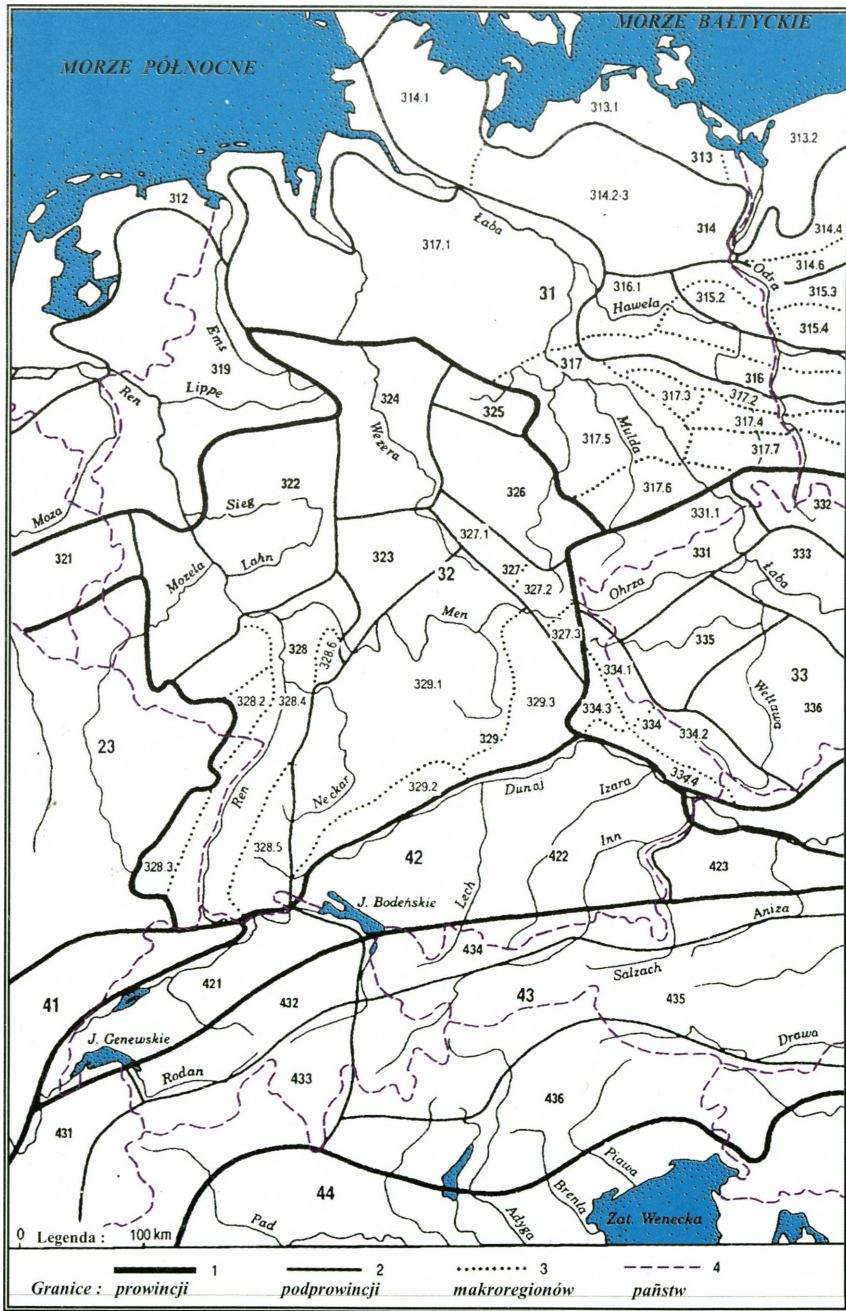 MORZE BAŁTYCKIE
MORZE PÓŁNOCNE
314.1
313.1
313
313.2
312
314.2-3
314
314.4
317.1
Łaba
31
Odra
314.6
316.1
315.2
315.3
Hawela
315.4
Ems
319
317
316
Ren
Lippe
324
325
317.3
317.2
Wezera
317.4
317.5
Mulda
317.7
322
326
317.6
Moza
Sieg
331.1
332
321
327.1
323
331
333
Mozela
Lahn
32
327
327.2
Ohrza
Łaba
Men
328
328.6
327.3
335
334.1
33
328.2
328.4
329.1
329.3
334.3
334
Wełtawa
336
23
329
334.2
Ren
Neckar
329.2
334.4
Dunaj
Izara
328.5
328.3
42
422
Inn
423
J. Bodeńskie
Lech
Aniza
434
421
Salzach
41
432
43
435
J. Genewskie
Drawa
Rodan
433
436
431
Piawa
44
Brenla
Pad
Adyga
Zat. Wenecka
0 Legenda : 100 km
1 2 3 4
Granice : prowincji podprowincji makroregionów państw